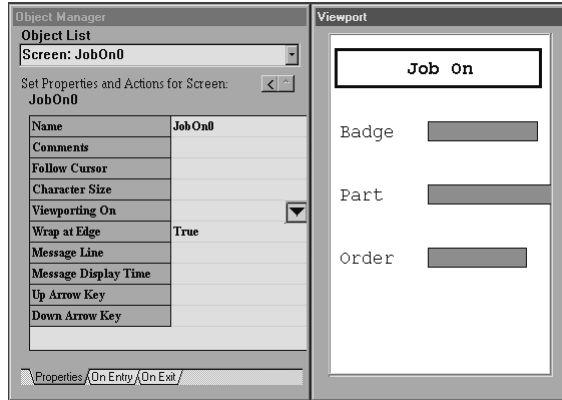 Object Manager
Object List
Screen: JobOn0
Set Properties and Actions for Screen:
JobOn0
Name JobOn0
Comments
Follow Cursor
Character Size
Viewporting On
Wrap at Edge True
Message Line
Message Display Time
Up Arrow Key
Down Arrow Key
Properties On Entry On Exit
Viewport
Job On
Badge
Part
Order